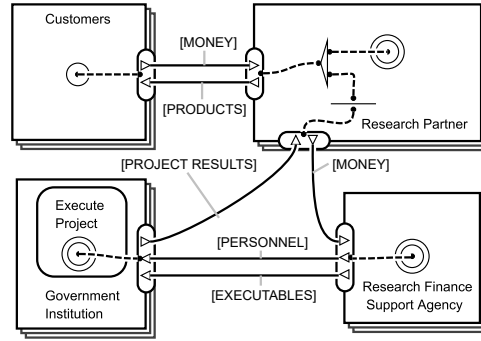 Customers
[MONEY]
[PRODUCTS]
Research Partner
[PROJECT RESULTS]
[MONEY]
Execute
Project
[PERSONNEL]
[EXECUTABLES]
Government
Institution
Research Finance
Support Agency